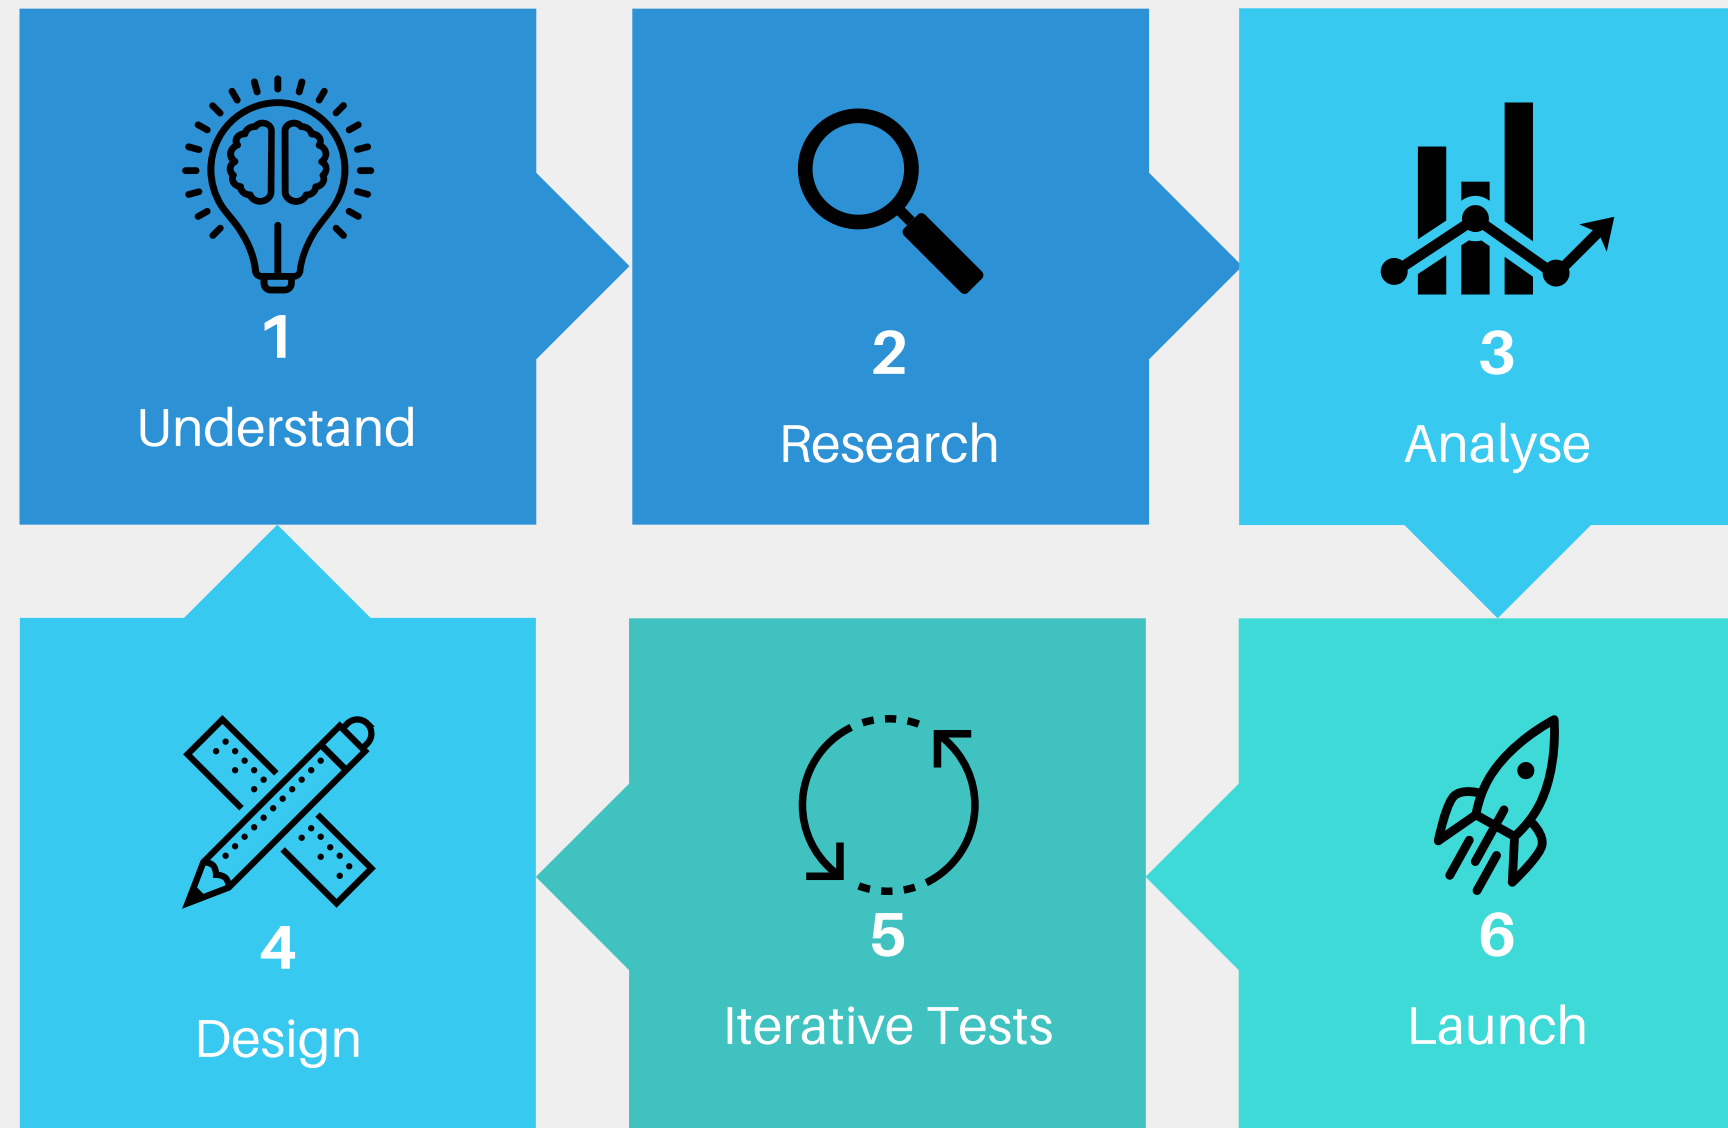 1
Understand
2
Research
3
Analyse
4
Design
5
Iterative Tests
6
Launch